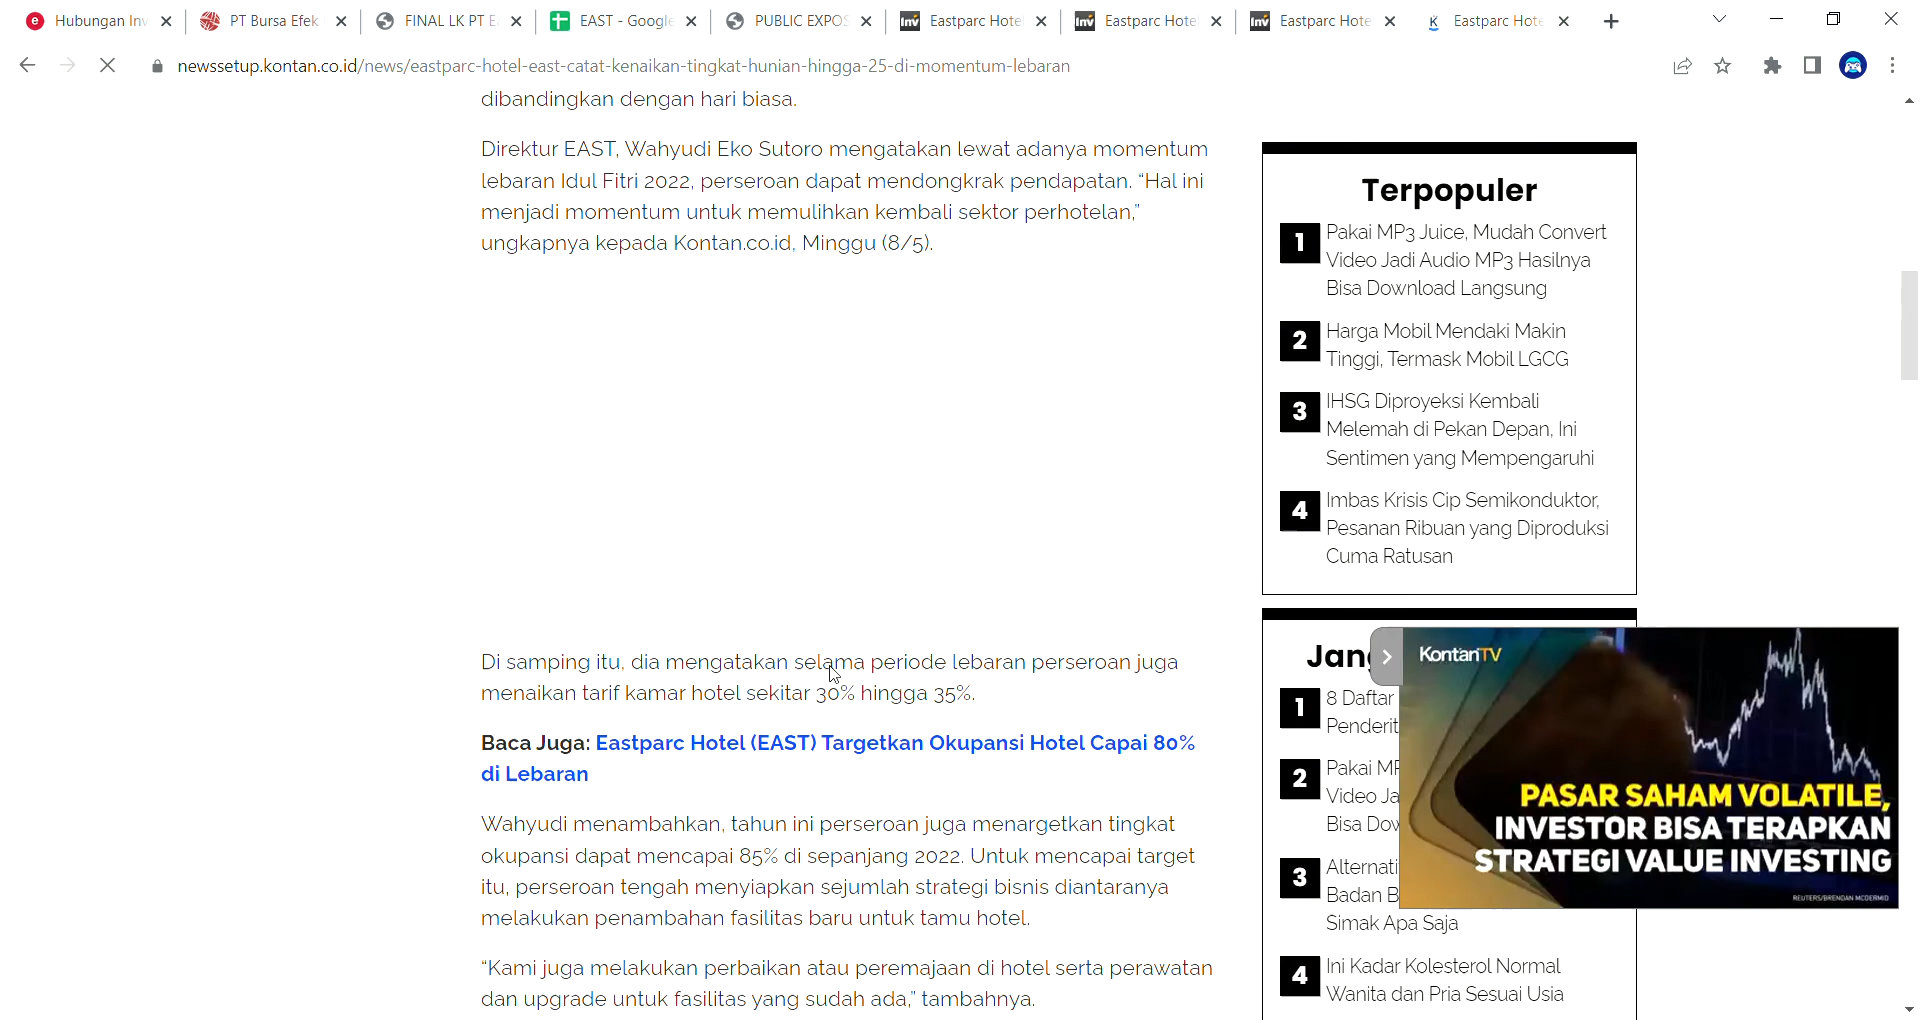 Hubungan Inv
PT Bursa Efek
FINAL LK PT E
EAST - Google
PUBLIC EXPOS
Eastparc Hote
Eastparc Hote
Eastparc Hote
Eastparc Hote
newssetup.kontan.co.id/news/eastparc-hotel-east-catat-kenaikan-tingkat-hunian-hingga-25-di-momentum-lebaran
dibandingkan dengan hari biasa.
Direktur EAST, Wahyudi Eko Sutoro mengatakan lewat adanya momentum
lebaran Idul Fitri 2022, perseroan dapat mendongkrak pendapatan. “Hal ini
menjadi momentum untuk memulihkan kembali sektor perhotelan,”
ungkapnya kepada Kontan.co.id, Minggu (8/5).
Di samping itu, dia mengatakan selama periode lebaran perseroan juga
menaikan tarif kamar hotel sekitar 30% hingga 35%.
Baca Juga: Eastparc Hotel (EAST) Targetkan Okupansi Hotel Capai 80%
di Lebaran
Wahyudi menambahkan, tahun ini perseroan juga menargetkan tingkat
okupansi dapat mencapai 85% di sepanjang 2022. Untuk mencapai target
itu, perseroan tengah menyiapkan sejumlah strategi bisnis diantaranya
melakukan penambahan fasilitas baru untuk tamu hotel.
“Kami juga melakukan perbaikan atau peremajaan di hotel serta perawatan
dan upgrade untuk fasilitas yang sudah ada,” tambahnya.
Terpopuler
1 Pakai MP3 Juice, Mudah Convert
Video Jadi Audio MP3 Hasilnya
Bisa Download Langsung
2 Harga Mobil Mendaki Makin
Tinggi, Termask Mobil LGCG
3 IHSG Diproyeksi Kembali
Melemah di Pekan Depan, Ini
Sentimen yang Mempengaruhi
4 Imbas Krisis Cip Semikonduktor,
Pesanan Ribuan yang Diproduksi
Cuma Ratusan
Jang
1 8 Daftar
Penderit
2 Pakai MP
Video Ja
Bisa Dow
3 Alternati
Badan B
Simak Apa Saja
4 Ini Kadar Kolesterol Normal
Wanita dan Pria Sesuai Usia
KontanTV
PASAR SAHAM VOLATILE,
INVESTOR BISA TERAPKAN
STRATEGI VALUE INVESTING
REUTERS/BRENDAN MCDERMID